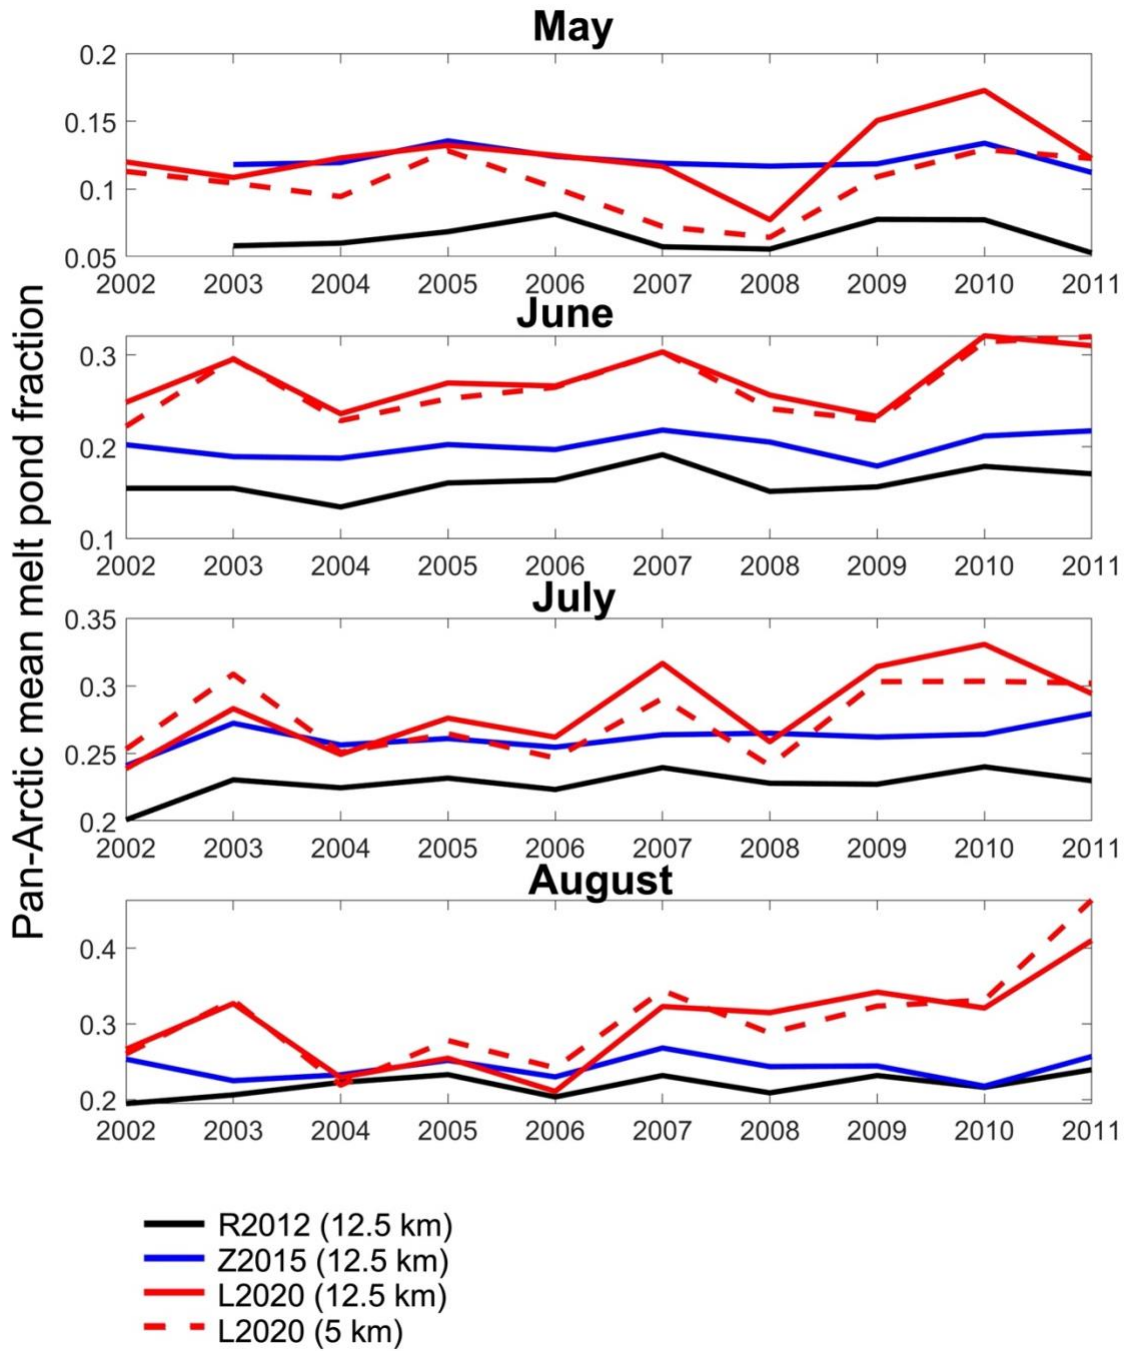 May
0.2
0.15
0.1
0.05
2002 2003 2004 2005 2006 2007 2008 2009 2010 2011
June
0.3
0.2
0.1
2002 2003 2004 2005 2006 2007 2008 2009 2010 2011
July
0.35
0.3
0.25
0.2
2002 2003 2004 2005 2006 2007 2008 2009 2010 2011
August
0.4
0.3
0.2
2002 2003 2004 2005 2006 2007 2008 2009 2010 2011
Pan-Arctic mean melt pond fraction
R2012 (12.5 km)
Z2015 (12.5 km)
L2020 (12.5 km)
L2020 (5 km)